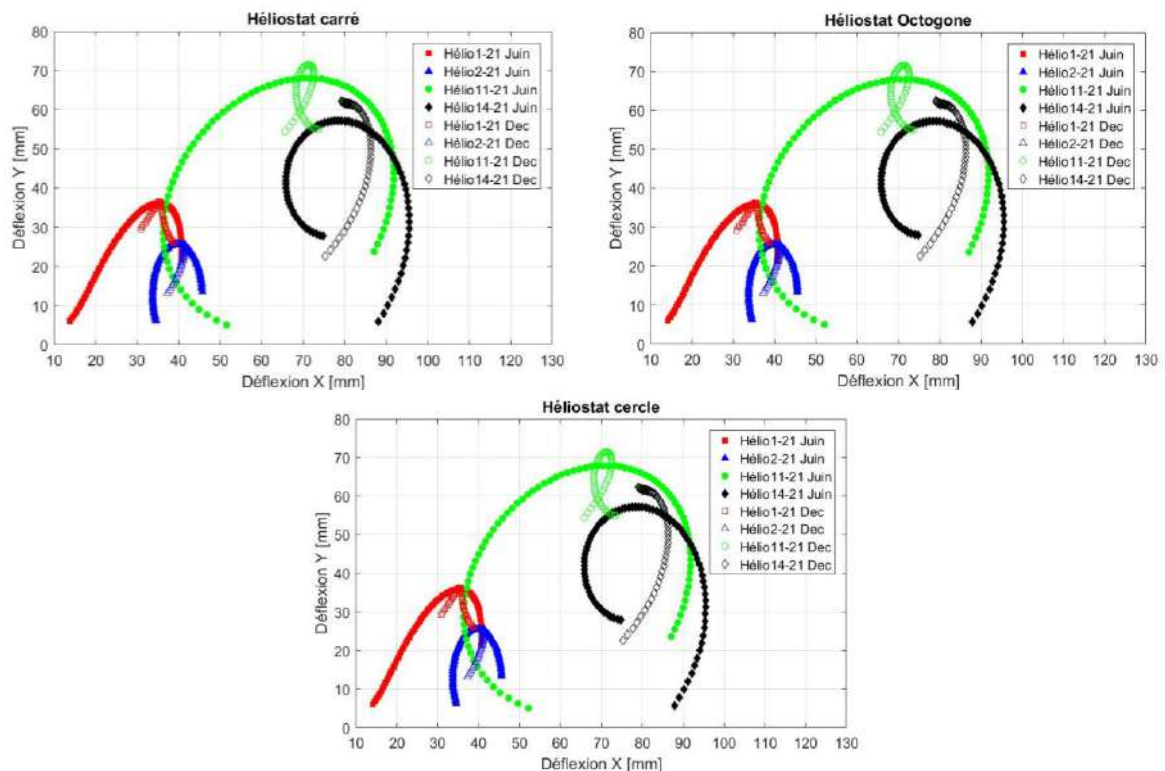 Héliostat carré
80
70
60
50
40
30
20
10
0
Déflexion Y [mm]
10 20 30 40 50 60 70 80 90 100 110 120 130
Déflexion X [mm]
Hélio1-21 Juin
Hélio2-21 Juin
Hélio11-21 Juin
Hélio14-21 Juin
Hélio1-21 Dec
Hélio2-21 Dec
Hélio11-21 Dec
Hélio14-21 Dec
Héliostat Octogone
80
70
60
50
40
30
20
10
0
Déflexion Y [mm]
10 20 30 40 50 60 70 80 90 100 110 120 130
Déflexion X [mm]
Hélio1-21 Juin
Hélio2-21 Juin
Hélio11-21 Juin
Hélio14-21 Juin
Hélio1-21 Dec
Hélio2-21 Dec
Hélio11-21 Dec
Hélio14-21 Dec
Héliostat cercle
80
70
60
50
40
30
20
10
0
Déflexion Y [mm]
10 20 30 40 50 60 70 80 90 100 110 120 130
Déflexion X [mm]
Hélio1-21 Juin
Hélio2-21 Juin
Hélio11-21 Juin
Hélio14-21 Juin
Hélio1-21 Dec
Hélio2-21 Dec
Hélio11-21 Dec
Hélio14-21 Dec